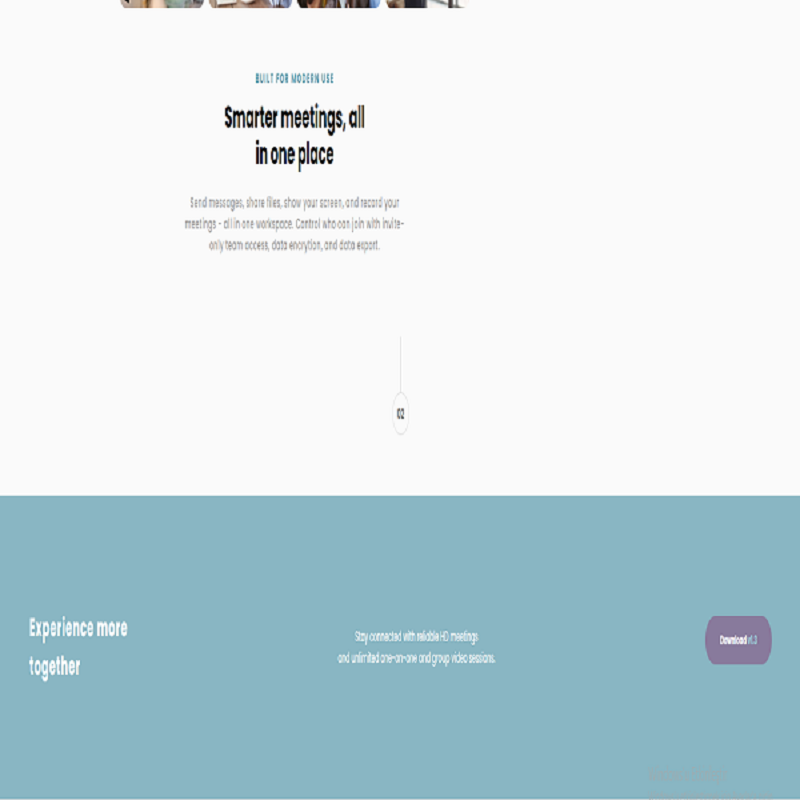 BUILT FOR MODERN USE
Smarter meetings, all
in one place
Send messages, share files, show your screen, and record your
meetings - all in one workspace. Control who can join with invite-
only team access, data encrytion, and data export.
02
Experience more
together
Stay connected with reliable HD meetings
and unlimited one-on-one and group video sessions.
Download v1.3